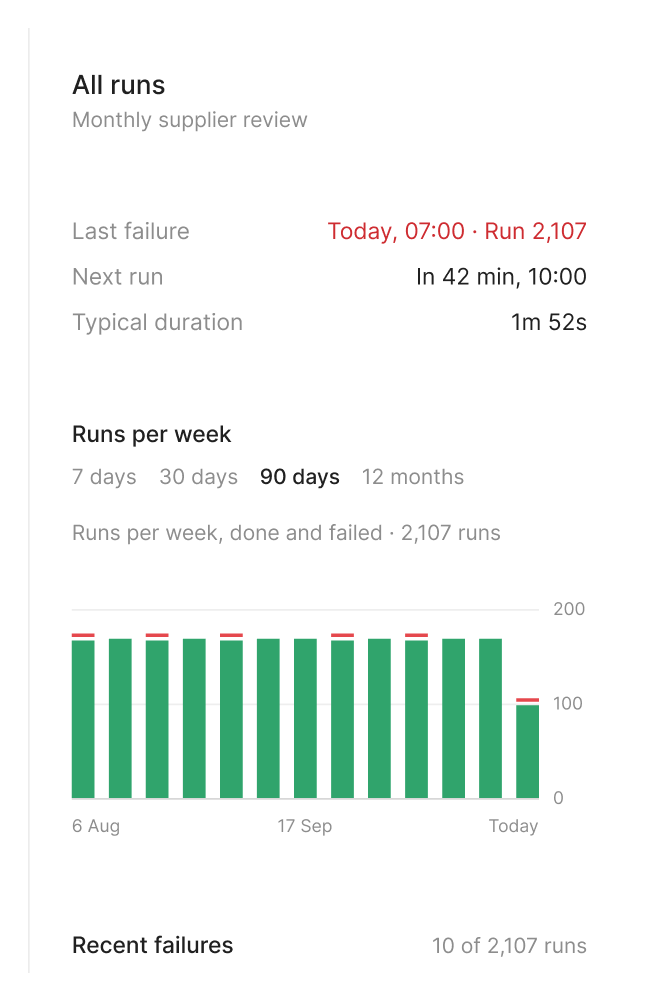 All runs
Monthly supplier review
Last failure Today, 07:00 · Run 2,107
Next run In 42 min, 10:00
Typical duration 1m 52s
Runs per week
7 days 30 days 90 days 12 months
Runs per week, done and failed · 2,107 runs
200
100
0
6 Aug 17 Sep Today
Recent failures 10 of 2,107 runs